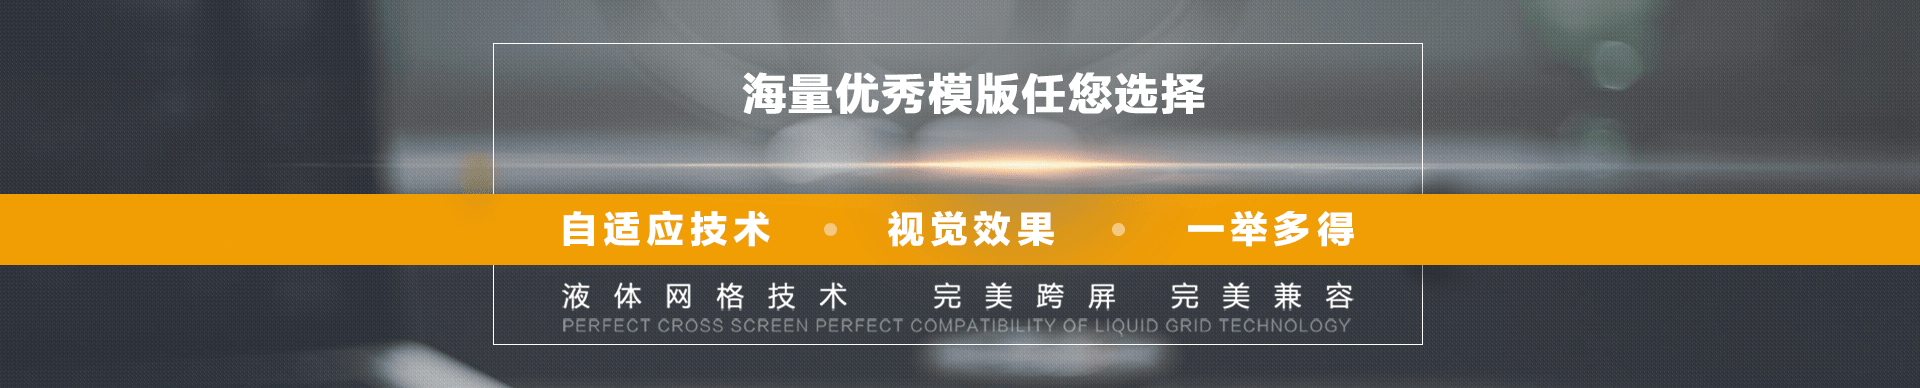 海量优秀模版任您选择
自适应技术 • 视觉效果 • 一举多得
液体网格技术 完美跨屏 完美兼容
PERFECT CROSS SCREEN PERFECT COMPATIBILITY OF LIQUID GRID TECHNOLOGY